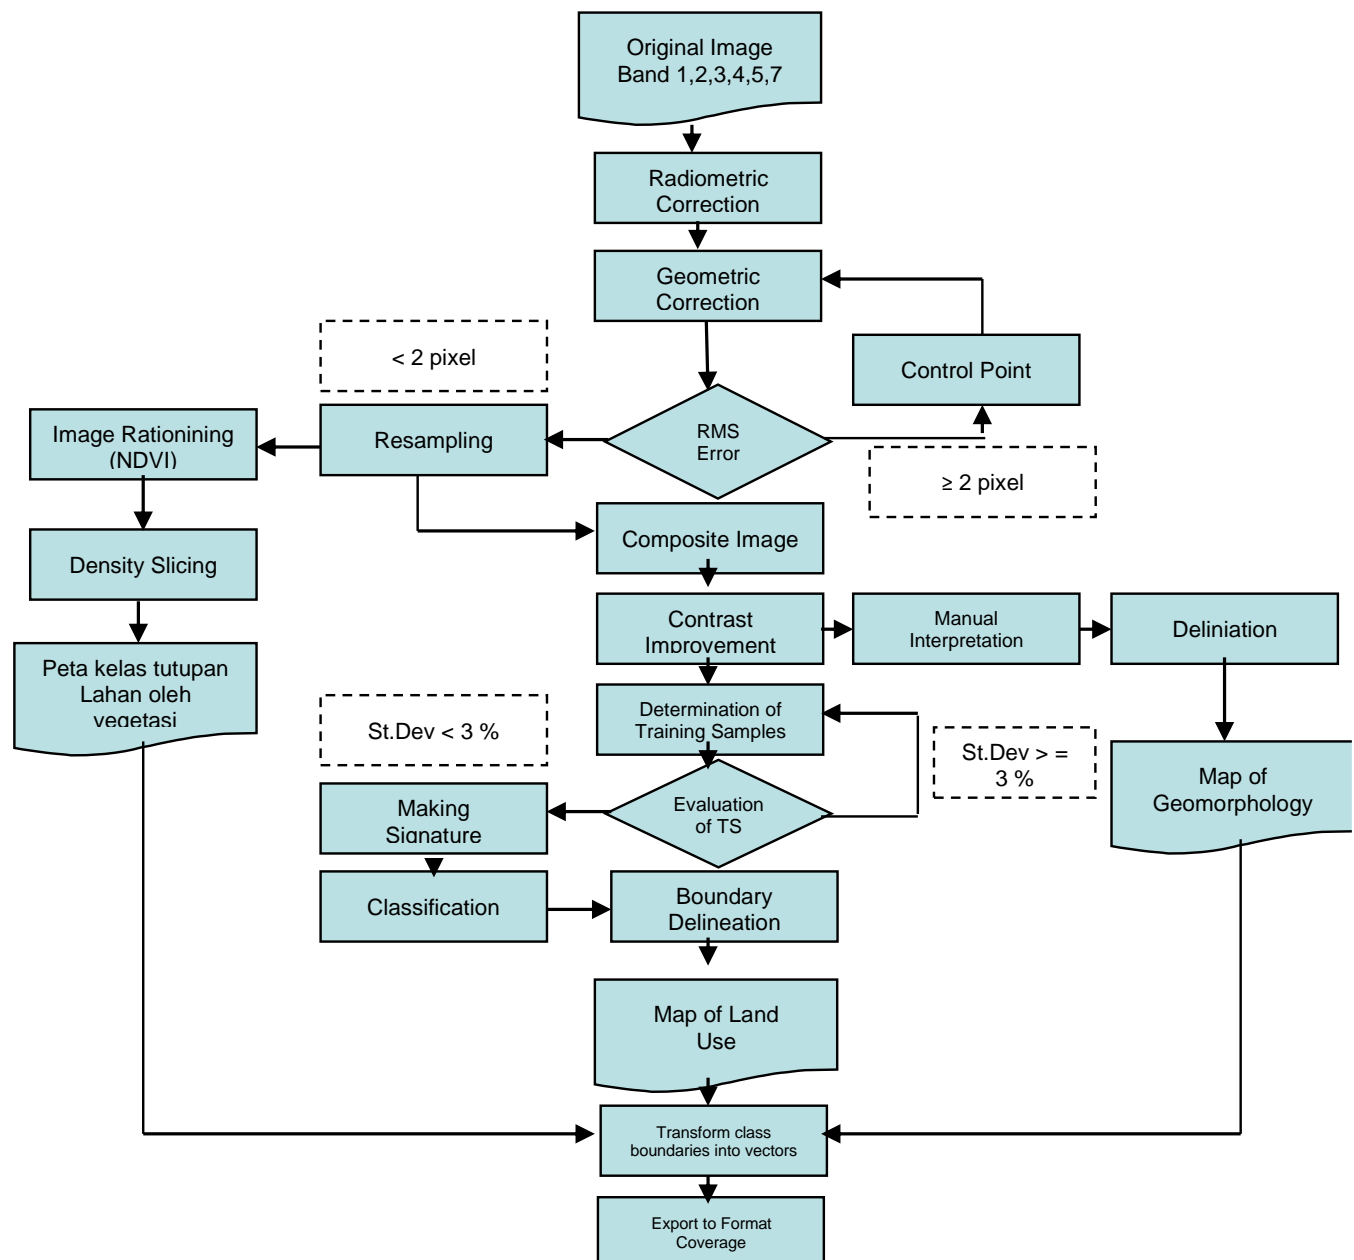 Original Image
Band 1,2,3,4,5,7
Radiometric
Correction
Geometric
Correction
< 2 pixel
Control Point
Image Rationining
(NDVI)
Resampling
RMS
Error
≥ 2 pixel
Composite Image
Density Slicing
Contrast
Improvement
Manual
Interpretation
Deliniation
Peta kelas tutupan
Lahan oleh
vegetasi
St.Dev < 3 %
Determination of
Training Samples
St.Dev > =
3 %
Map of
Geomorphology
Making
Signature
Evaluation
of TS
Classification
Boundary
Delineation
Map of Land
Use
Transform class
boundaries into vectors
Export to Format
Coverage